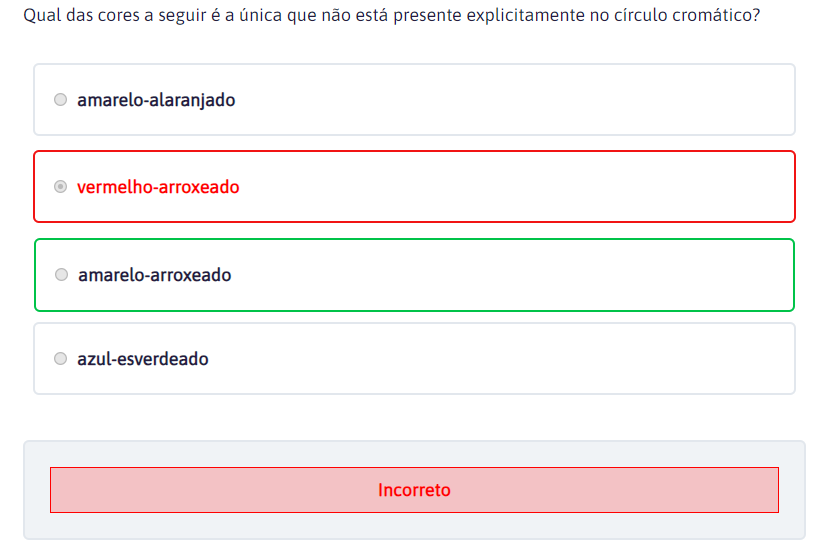 Qual das cores a seguir é a única que não está presente explicitamente no círculo cromático?
amarelo-alaranjado
vermelho-arroxeado
amarelo-arroxeado
azul-esverdeado
Incorreto